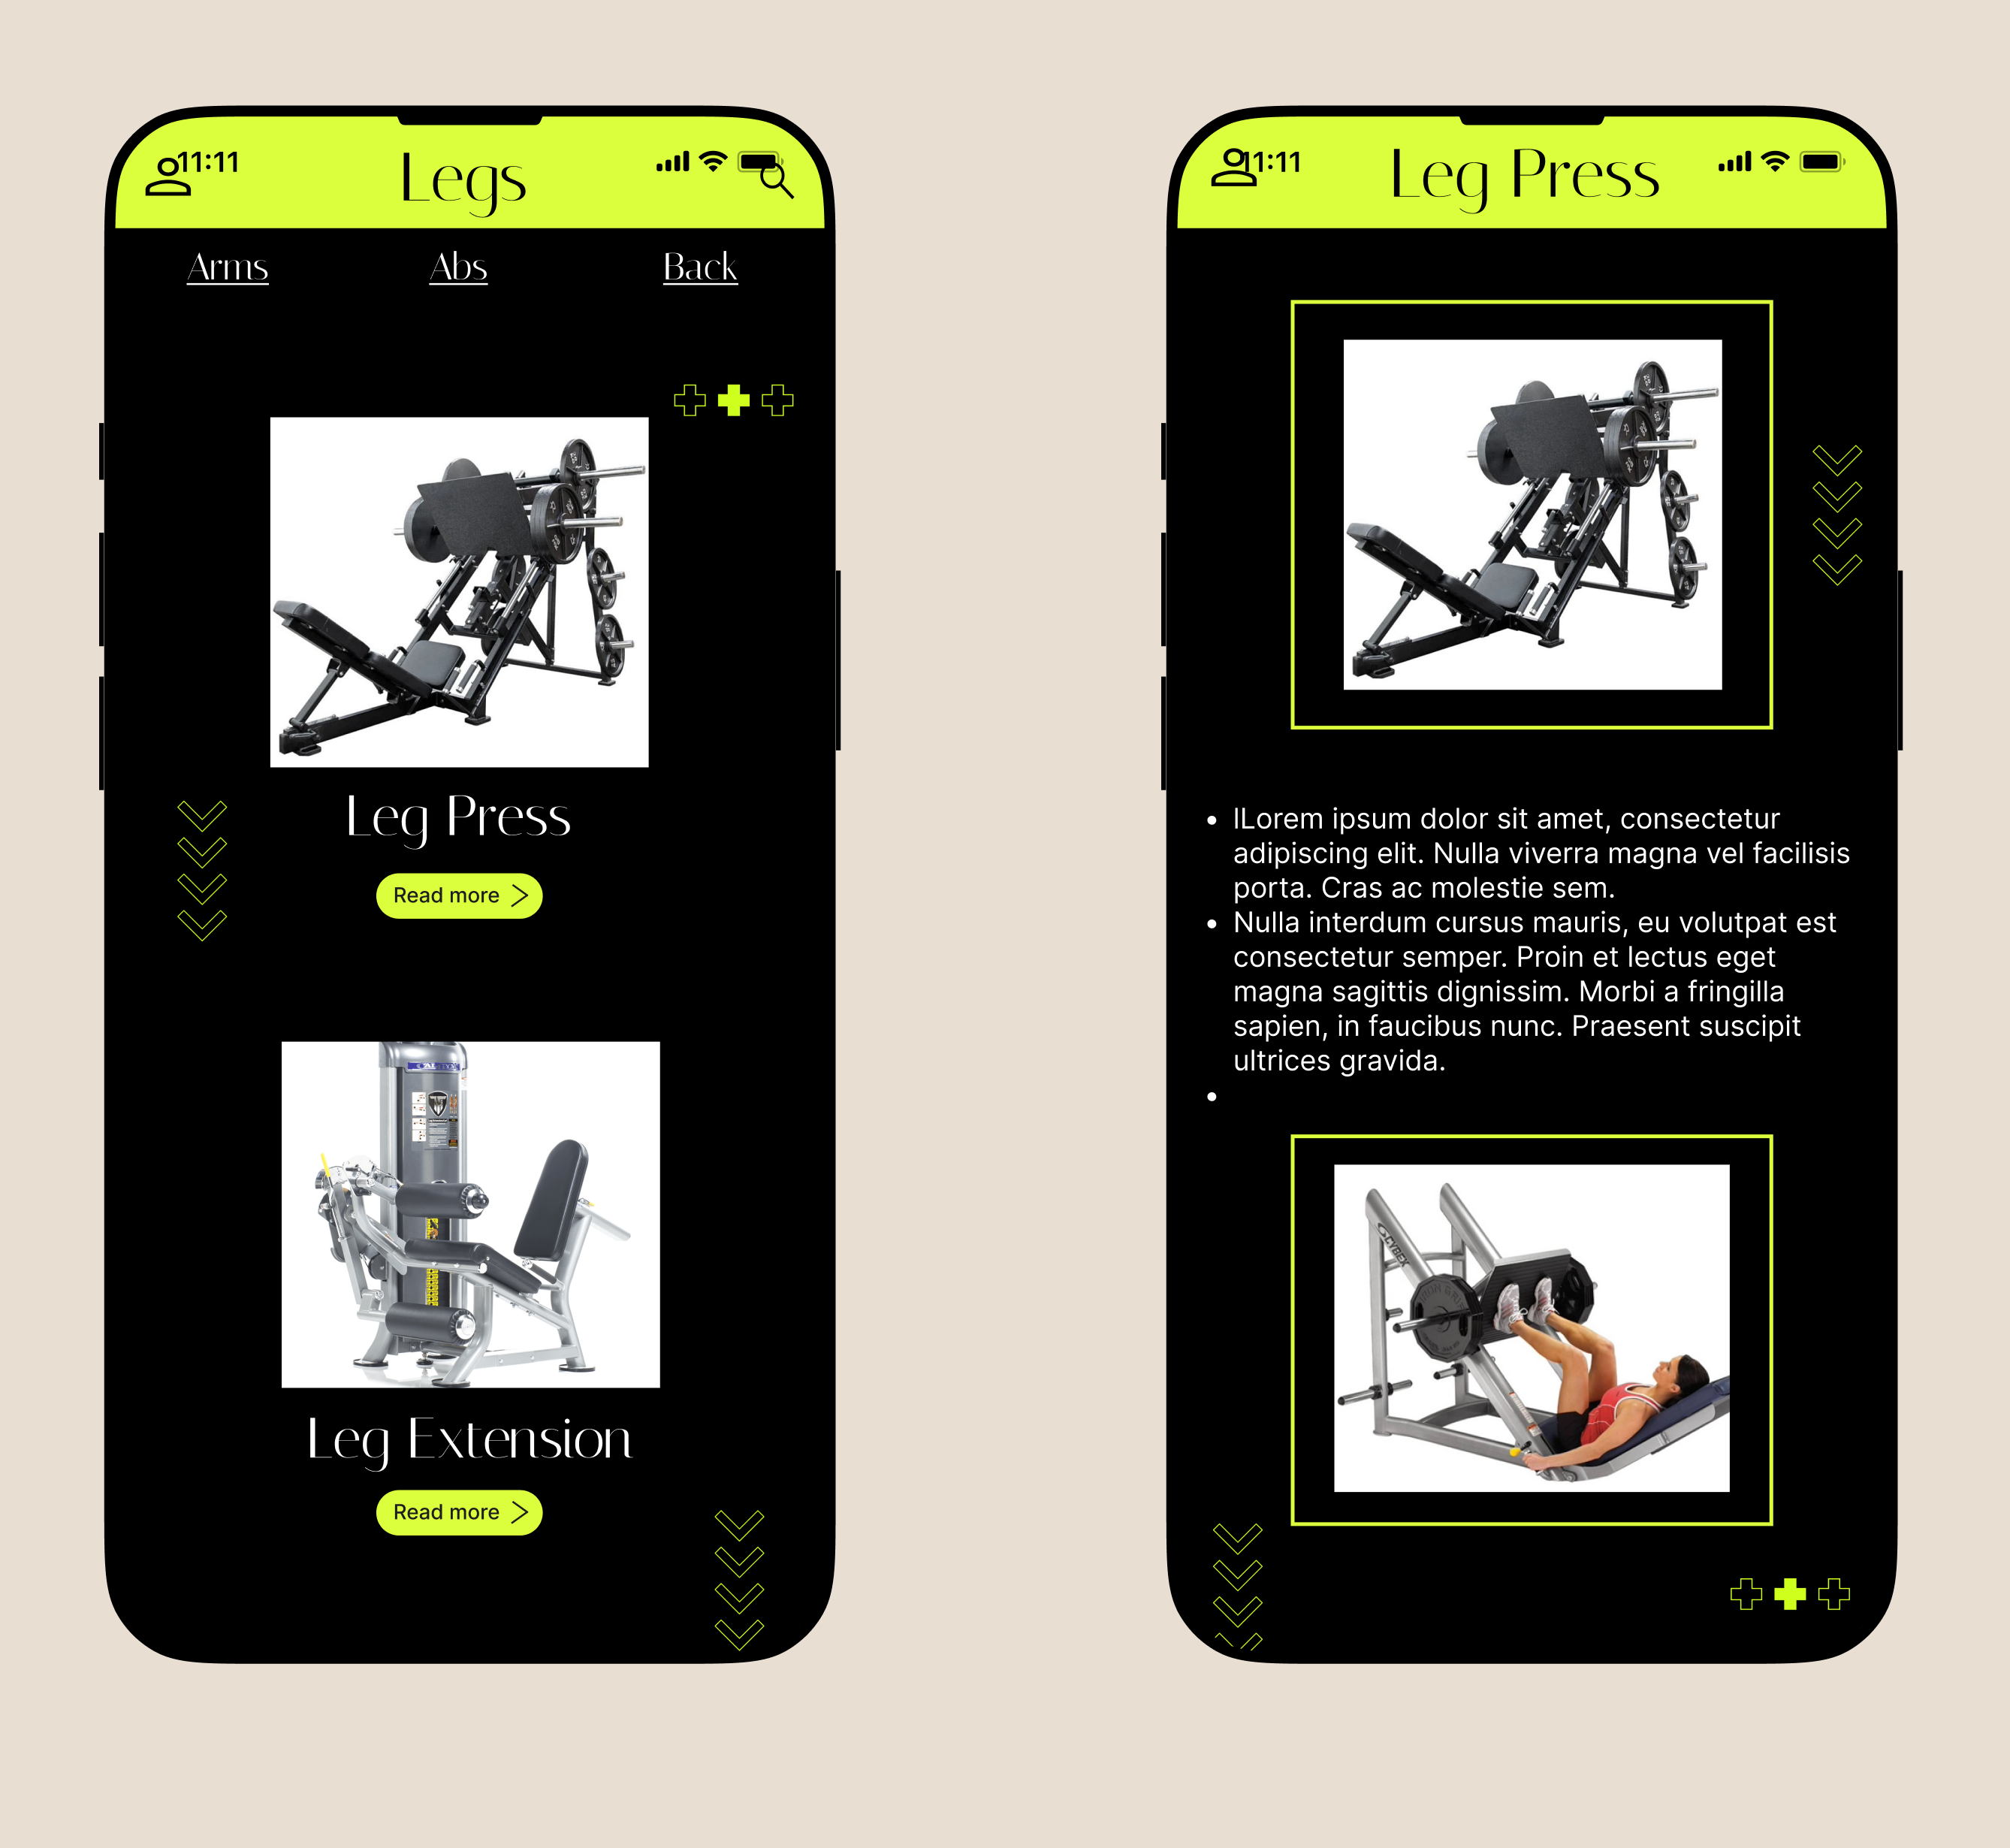 11:11
Legs
Arms
Abs
Back
Leg Press
Read more
Leg Extension
Read more
11:11
Leg Press
• lLorem ipsum dolor sit amet, consectetur
adipiscing elit. Nulla viverra magna vel facilisis
porta. Cras ac molestie sem.
• Nulla interdum cursus mauris, eu volutpat est
consectetur semper. Proin et lectus eget
magna sagittis dignissim. Morbi a fringilla
sapien, in faucibus nunc. Praesent suscipit
ultrices gravida.
•
CYBEX